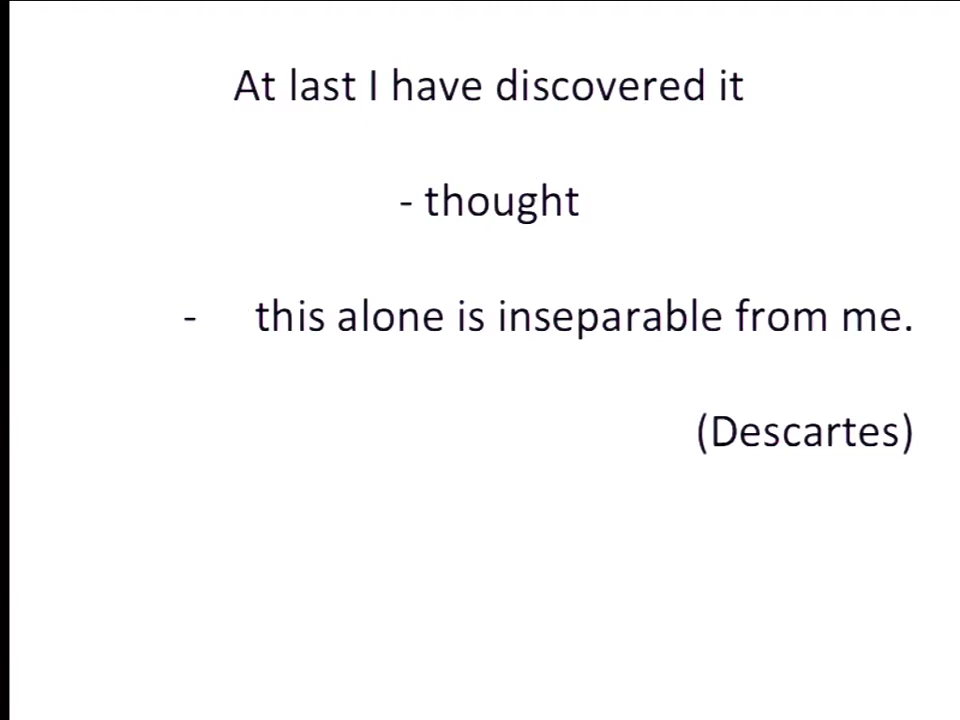 At last I have discovered it
- thought
- this alone is inseparable from me.
(Descartes)